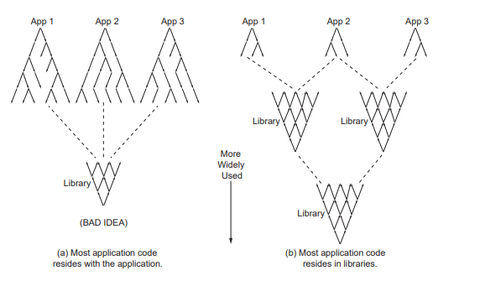 App 1
App 2
App 3
App 1
App 2
App 3
Library
Library
More
Widely
Used
Library
Library
(BAD IDEA)
(a) Most application code
resides with the application.
(b) Most application code
resides in libraries.